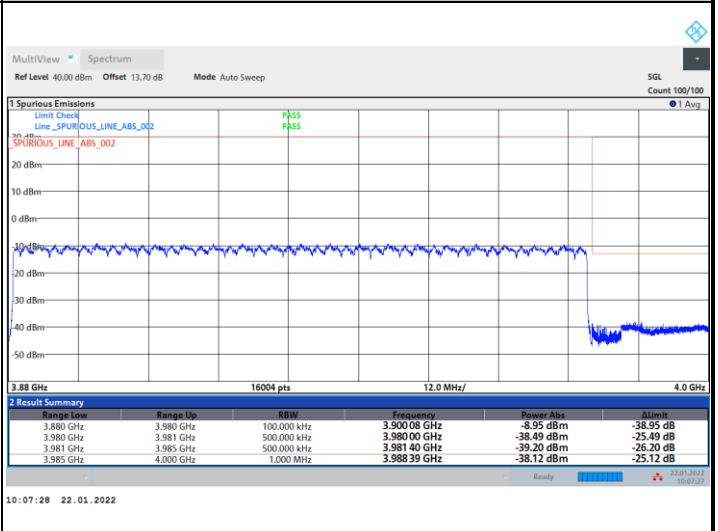 MultiView Spectrum
Ref Level 40.00 dBm Offset 13.70 dB Mode Auto Sweep SGL
Count 100/100
1 Spurious Emissions 1 Avg
Limit Check PASS
Line _SPURIOUS_LINE_ABS_002 PASS
30 dBm
_SPURIOUS_LINE_ABS_002
20 dBm
10 dBm
0 dBm
-10 dBm
-20 dBm
-30 dBm
-40 dBm
-50 dBm
3.88 GHz 16004 pts 12.0 MHz/ 4.0 GHz
2 Result Summary
Range Low Range Up RBW Frequency Power Abs ΔLimit
3.880 GHz 3.980 GHz 100.000 kHz 3.90008 GHz -8.95 dBm -38.95 dB
3.980 GHz 3.981 GHz 500.000 kHz 3.98000 GHz -38.49 dBm -25.49 dB
3.981 GHz 3.985 GHz 500.000 kHz 3.98140 GHz -39.20 dBm -26.20 dB
3.985 GHz 4.000 GHz 1.000 MHz 3.98839 GHz -38.12 dBm -25.12 dB
Ready 22.01.2022
10:07:27
10:07:28 22.01.2022